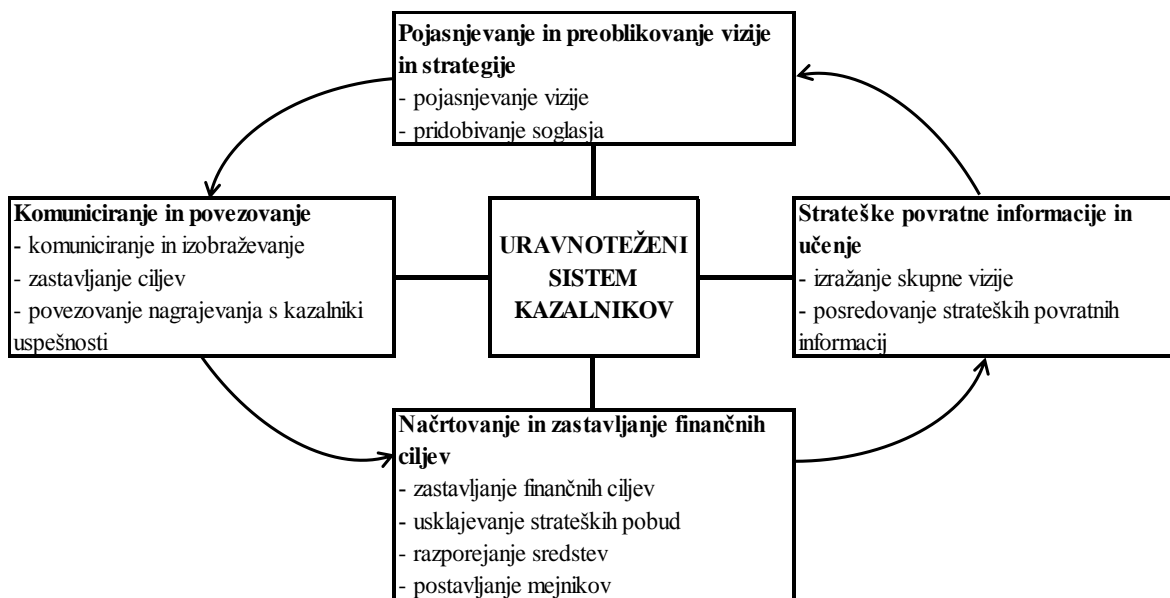 Pojasnjevanje in preoblikovanje vizije
in strategije
- pojasnjevanje vizije
- pridobivanje soglasja
Komuniciranje in povezovanje
- komuniciranje in izobraževanje
- zastavljanje ciljev
- povezovanje nagrajevanja s kazalniki
uspešnosti
URAVNOTEŽENI
SISTEM
KAZALNIKOV
Strateške povratne informacije in
učenje
- izražanje skupne vizije
- posredovanje strateških povratnih
informacij
Načrtovanje in zastavljanje finančnih
ciljev
- zastavljanje finančnih ciljev
- usklajevanje strateških pobud
- razporejanje sredstev
- postavljanje mejnikov